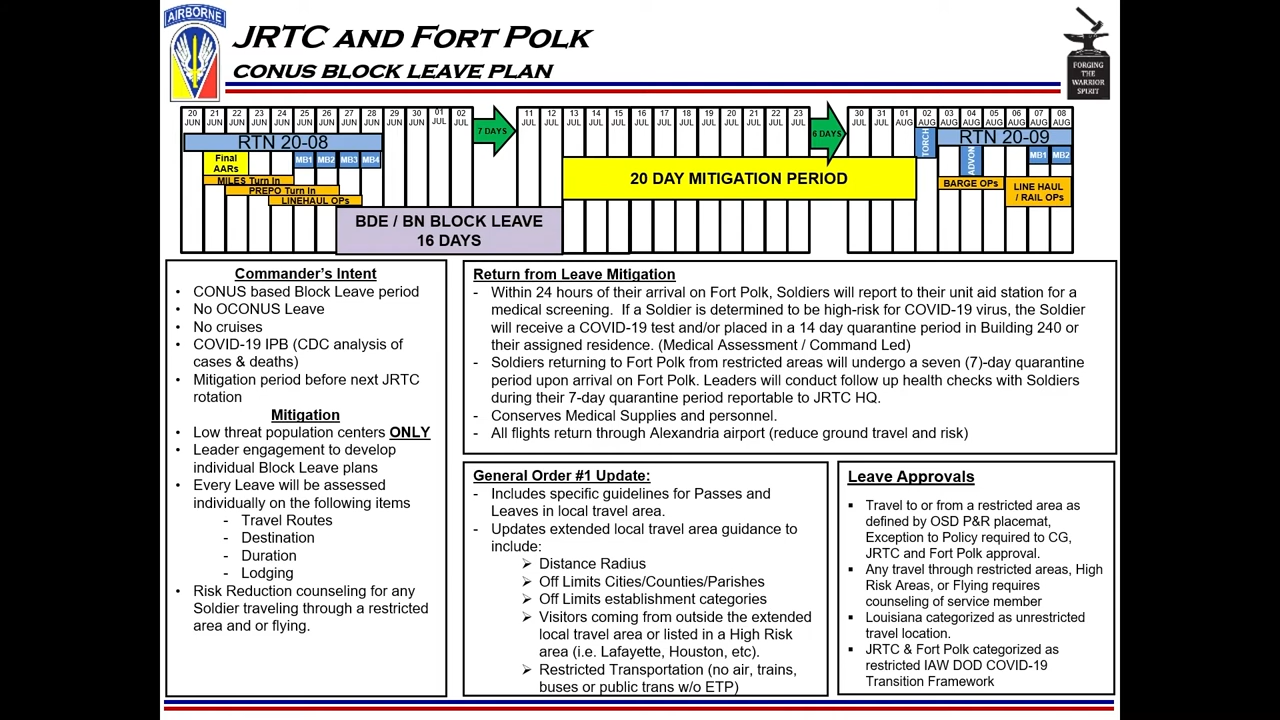 AIRBORNE
JRTC AND FORT POLK
CONUS BLOCK LEAVE PLAN
FORGING
THE
WARRIOR
SPIRIT
20 JUN 21 JUN 22 JUN 23 JUN 24 JUN 25 JUN 26 JUN 27 JUN 28 JUN 29 JUN 30 JUN 01 JUL 02 JUL
7 DAYS
11 JUL 12 JUL 13 JUL 14 JUL 15 JUL 16 JUL 17 JUL 18 JUL 19 JUL 20 JUL 21 JUL 22 JUL 23 JUL
6 DAYS
30 JUL 31 JUL 01 AUG 02 AUG 03 AUG 04 AUG 05 AUG 06 AUG 07 AUG 08 AUG
RTN 20-08
Final
AARs
MB1 MB2 MB3 MB4
MILES Turn In
PREPO Turn In
LINEHAUL OPs
BDE / BN BLOCK LEAVE
16 DAYS
20 DAY MITIGATION PERIOD
TORCH
RTN 20-09
ADVON
MB1 MB2
BARGE OPs
LINE HAUL
/ RAIL OPs
Commander's Intent
• CONUS based Block Leave period
• No OCONUS Leave
• No cruises
• COVID-19 IPB (CDC analysis of
cases & deaths)
• Mitigation period before next JRTC
rotation
Mitigation
• Low threat population centers ONLY
• Leader engagement to develop
individual Block Leave plans
• Every Leave will be assessed
individually on the following items
- Travel Routes
- Destination
- Duration
- Lodging
• Risk Reduction counseling for any
Soldier traveling through a restricted
area and or flying.
Return from Leave Mitigation
- Within 24 hours of their arrival on Fort Polk, Soldiers will report to their unit aid station for a
medical screening. If a Soldier is determined to be high-risk for COVID-19 virus, the Soldier
will receive a COVID-19 test and/or placed in a 14 day quarantine period in Building 240 or
their assigned residence. (Medical Assessment / Command Led)
- Soldiers returning to Fort Polk from restricted areas will undergo a seven (7)-day quarantine
period upon arrival on Fort Polk. Leaders will conduct follow up health checks with Soldiers
during their 7-day quarantine period reportable to JRTC HQ.
- Conserves Medical Supplies and personnel.
- All flights return through Alexandria airport (reduce ground travel and risk)
General Order #1 Update:
- Includes specific guidelines for Passes and
Leaves in local travel area.
- Updates extended local travel area guidance to
include:
➢ Distance Radius
➢ Off Limits Cities/Counties/Parishes
➢ Off Limits establishment categories
➢ Visitors coming from outside the extended
local travel area or listed in a High Risk
area (i.e. Lafayette, Houston, etc).
➢ Restricted Transportation (no air, trains,
buses or public trans w/o ETP)
Leave Approvals
▪ Travel to or from a restricted area as
defined by OSD P&R placemat,
Exception to Policy required to CG,
JRTC and Fort Polk approval.
▪ Any travel through restricted areas, High
Risk Areas, or Flying requires
counseling of service member
▪ Louisiana categorized as unrestricted
travel location.
▪ JRTC & Fort Polk categorized as
restricted IAW DOD COVID-19
Transition Framework